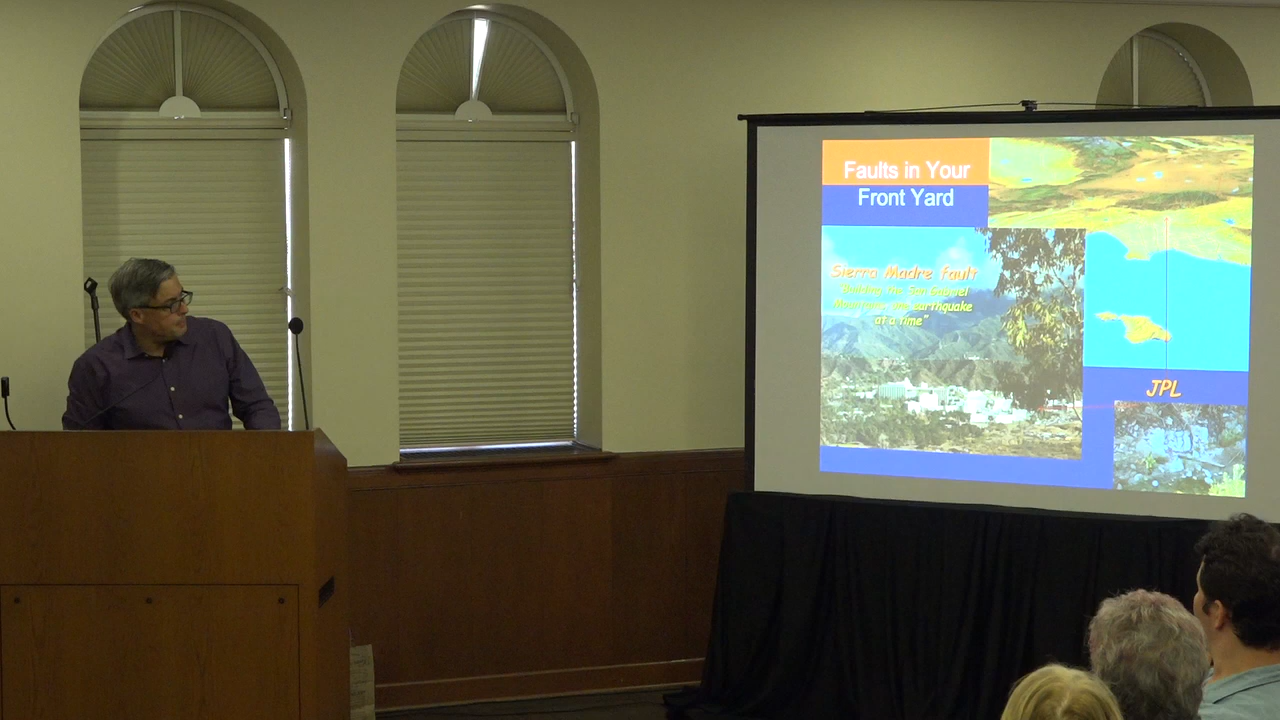 Faults in Your
Front Yard
Sierra Madre fault
"Building the San Gabriel
Mountains one earthquake
at a time"
JPL